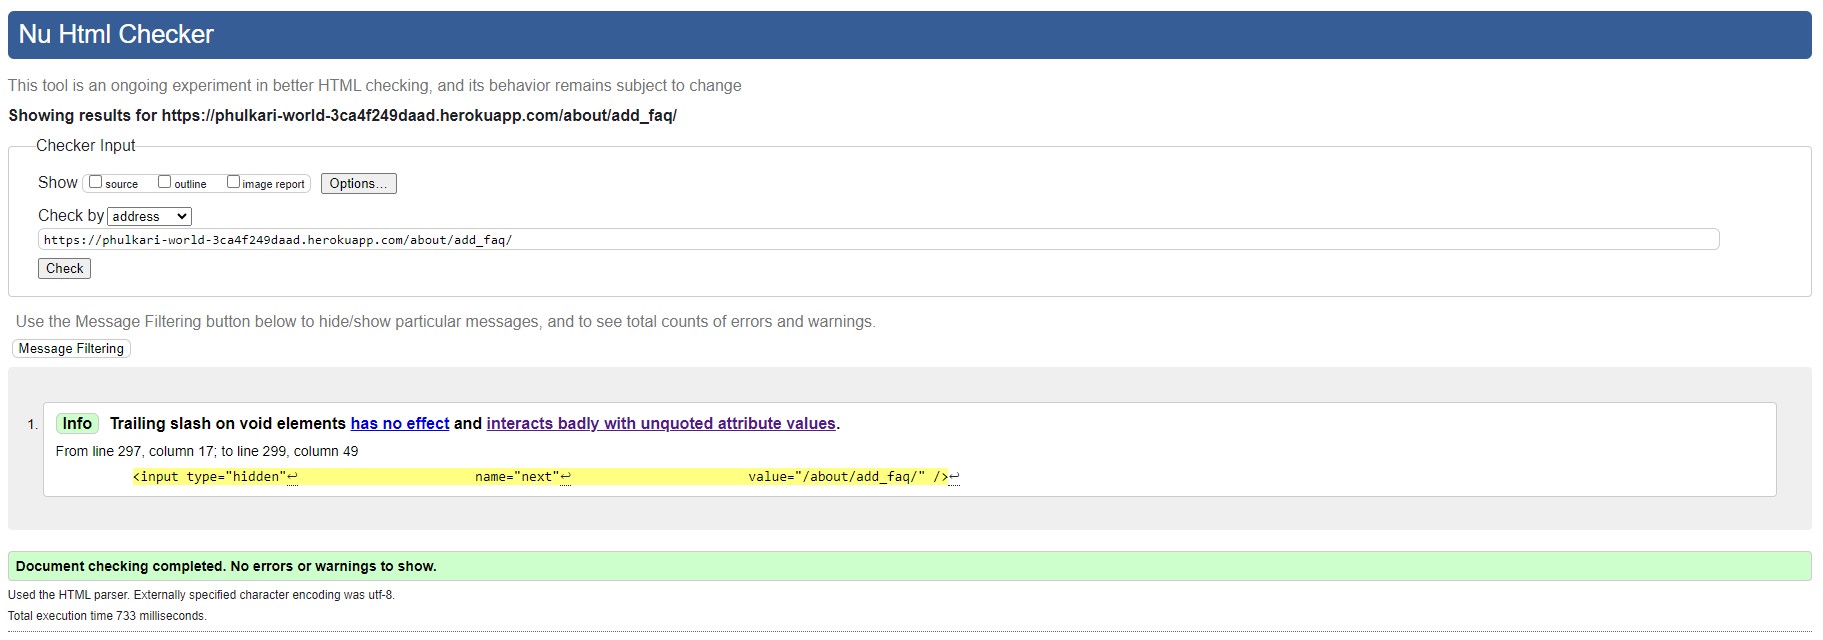 Nu Html Checker
This tool is an ongoing experiment in better HTML checking, and its behavior remains subject to change
Showing results for https://phulkari-world-3ca4f249daad.herokuapp.com/about/add_faq/
Checker Input
Show source outline image report Options...
Check by address
https://phulkari-world-3ca4f249daad.herokuapp.com/about/add_faq/
Check
Use the Message Filtering button below to hide/show particular messages, and to see total counts of errors and warnings.
Message Filtering
1. Info Trailing slash on void elements has no effect and interacts badly with unquoted attribute values.
From line 297, column 17; to line 299, column 49
<input type="hidden"↩ name="next"↩ value="/about/add_faq/" />↩
Document checking completed. No errors or warnings to show.
Used the HTML parser. Externally specified character encoding was utf-8.
Total execution time 733 milliseconds.